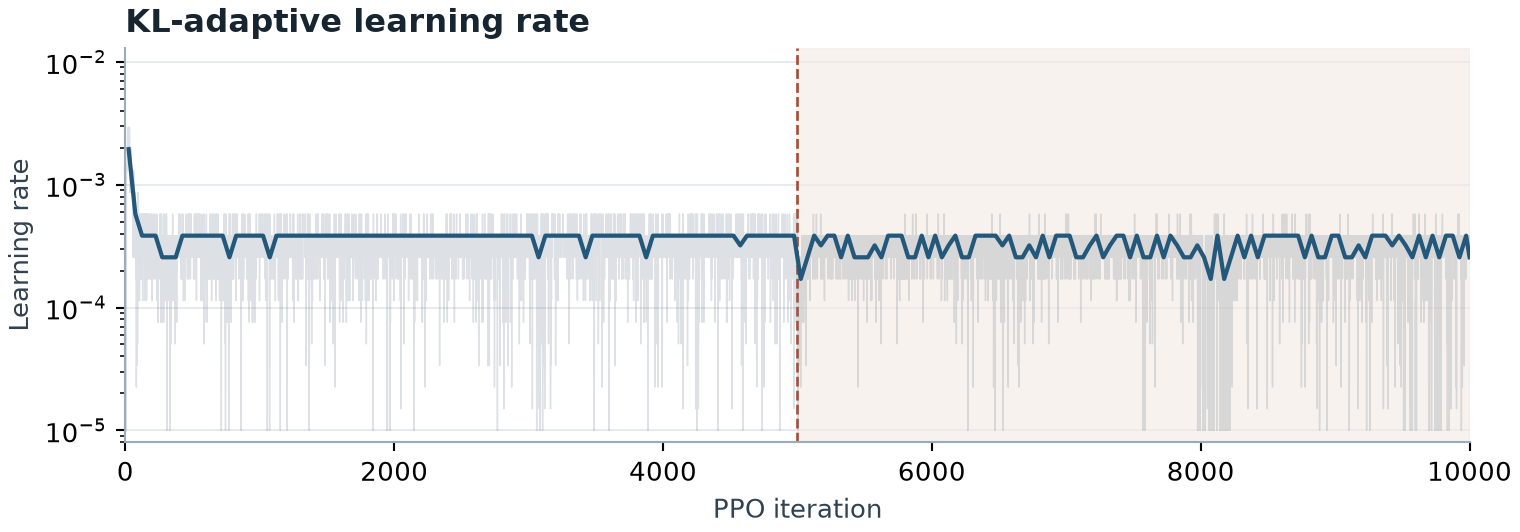 KL-adaptive learning rate
Learning rate
10⁻²
10⁻³
10⁻⁴
10⁻⁵
0 2000 4000 6000 8000 10000
PPO iteration